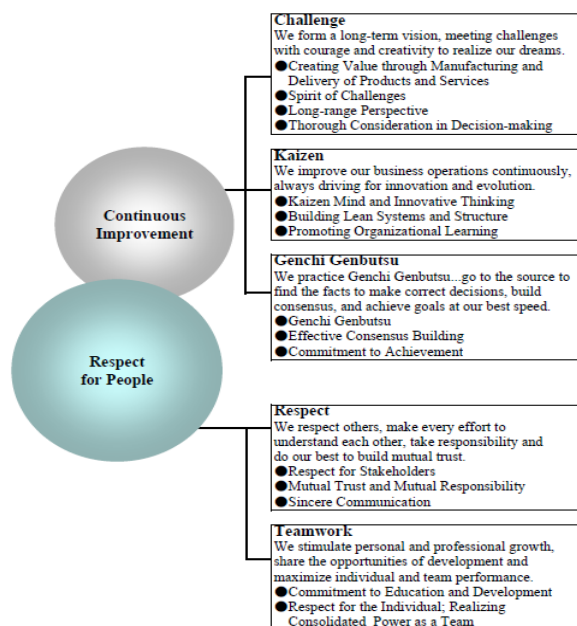 Continuous
Improvement
Challenge
We form a long-term vision, meeting challenges
with courage and creativity to realize our dreams.
●Creating Value through Manufacturing and
Delivery of Products and Services
●Spirit of Challenges
●Long-range Perspective
●Thorough Consideration in Decision-making
Kaizen
We improve our business operations continuously,
always driving for innovation and evolution.
●Kaizen Mind and Innovative Thinking
●Building Lean Systems and Structure
●Promoting Organizational Learning
Genchi Genbutsu
We practice Genchi Genbutsu...go to the source to
find the facts to make correct decisions, build
consensus, and achieve goals at our best speed.
●Genchi Genbutsu
●Effective Consensus Building
●Commitment to Achievement
Respect
for People
Respect
We respect others, make every effort to
understand each other, take responsibility and
do our best to build mutual trust.
●Respect for Stakeholders
●Mutual Trust and Mutual Responsibility
●Sincere Communication
Teamwork
We stimulate personal and professional growth,
share the opportunities of development and
maximize individual and team performance.
●Commitment to Education and Development
●Respect for the Individual; Realizing
Consolidated Power as a Team